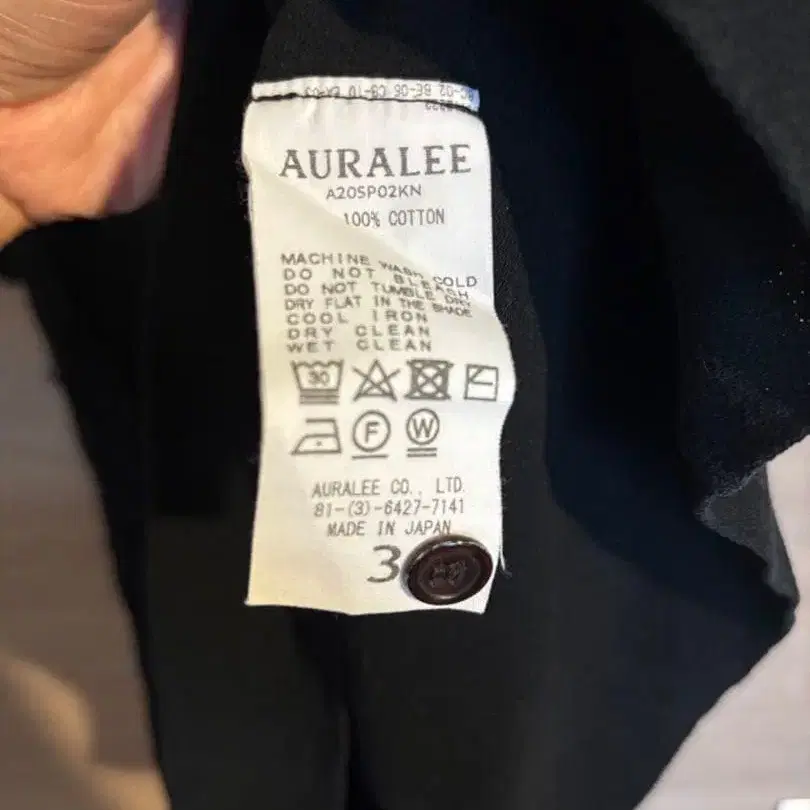 AURALEE
A20SP02KN
100% COTTON
MACHINE WASH COLD
DO NOT BLEASH
DO NOT TUMBLE DRY
DRY FLAT IN THE SHADE
COOL IRON
DRY CLEAN
WET CLEAN
30
F
W
AURALEE CO., LTD.
81-(3)-6427-7141
MADE IN JAPAN
3